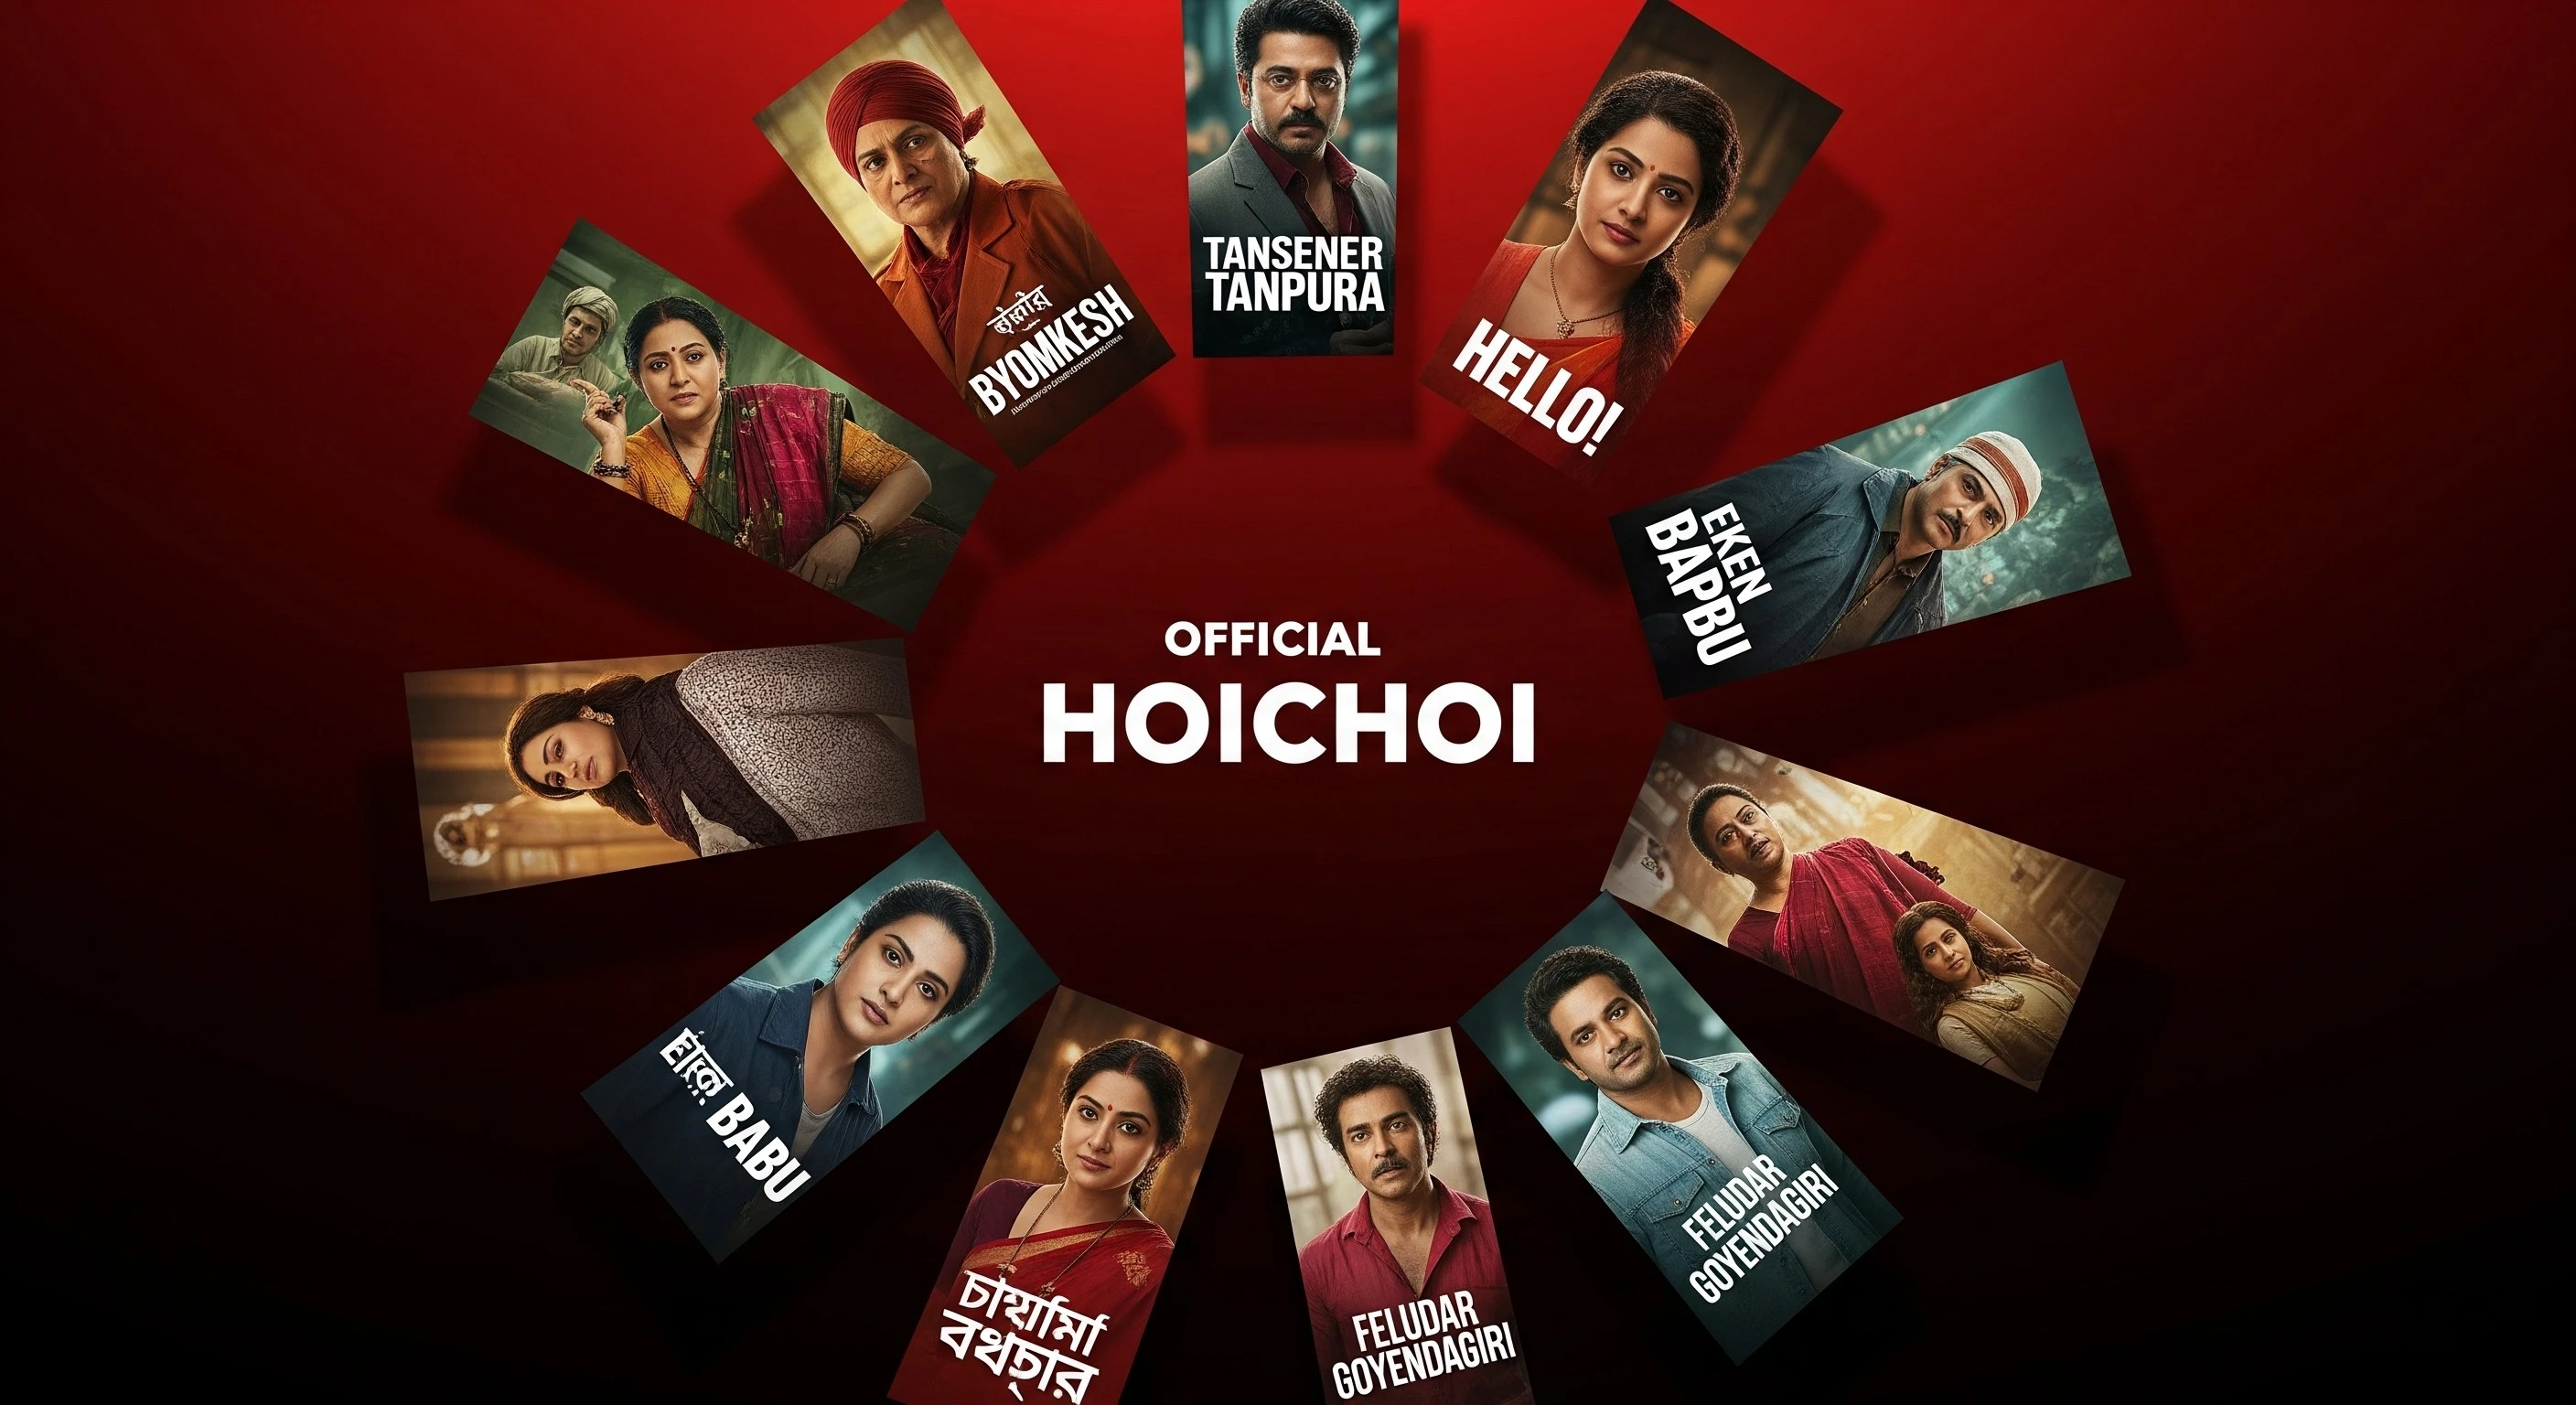 TANSENER
TANPURA
BYOMKESH
HELLO!
EKEN
BAPBU
OFFICIAL
HOICHOI
BABU
FELUDAR
GOYENDAGIRI
FELUDAR
GOYENDAGIRI